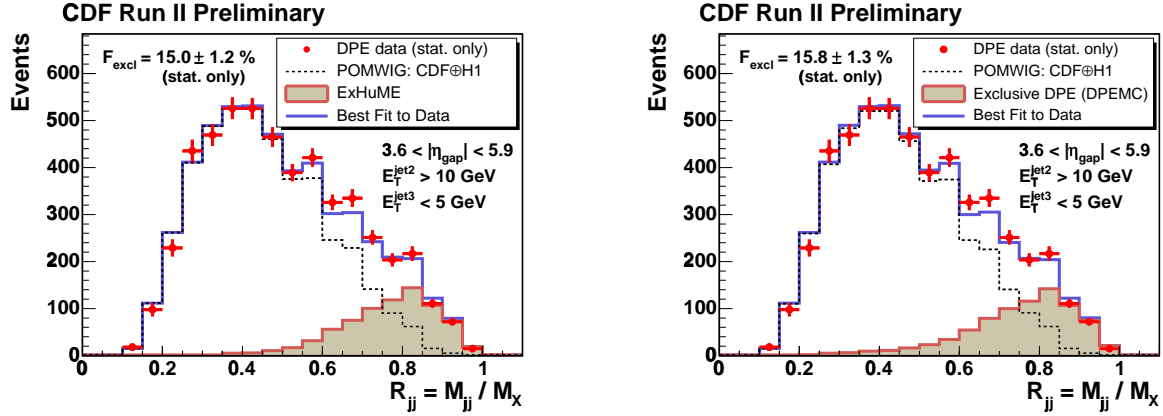 CDF Run II Preliminary
Events
600
500
400
300
200
100
0
F_excl = 15.0 ± 1.2 %
(stat. only)
DPE data (stat. only)
POMWIG: CDF⊕H1
ExHuME
Best Fit to Data
3.6 < |η_gap| < 5.9
E_T^jet2 > 10 GeV
E_T^jet3 < 5 GeV
0 0.2 0.4 0.6 0.8 1
R_jj = M_jj / M_X
CDF Run II Preliminary
Events
600
500
400
300
200
100
0
F_excl = 15.8 ± 1.3 %
(stat. only)
DPE data (stat. only)
POMWIG: CDF⊕H1
Exclusive DPE (DPEMC)
Best Fit to Data
3.6 < |η_gap| < 5.9
E_T^jet2 > 10 GeV
E_T^jet3 < 5 GeV
0 0.2 0.4 0.6 0.8 1
R_jj = M_jj / M_X